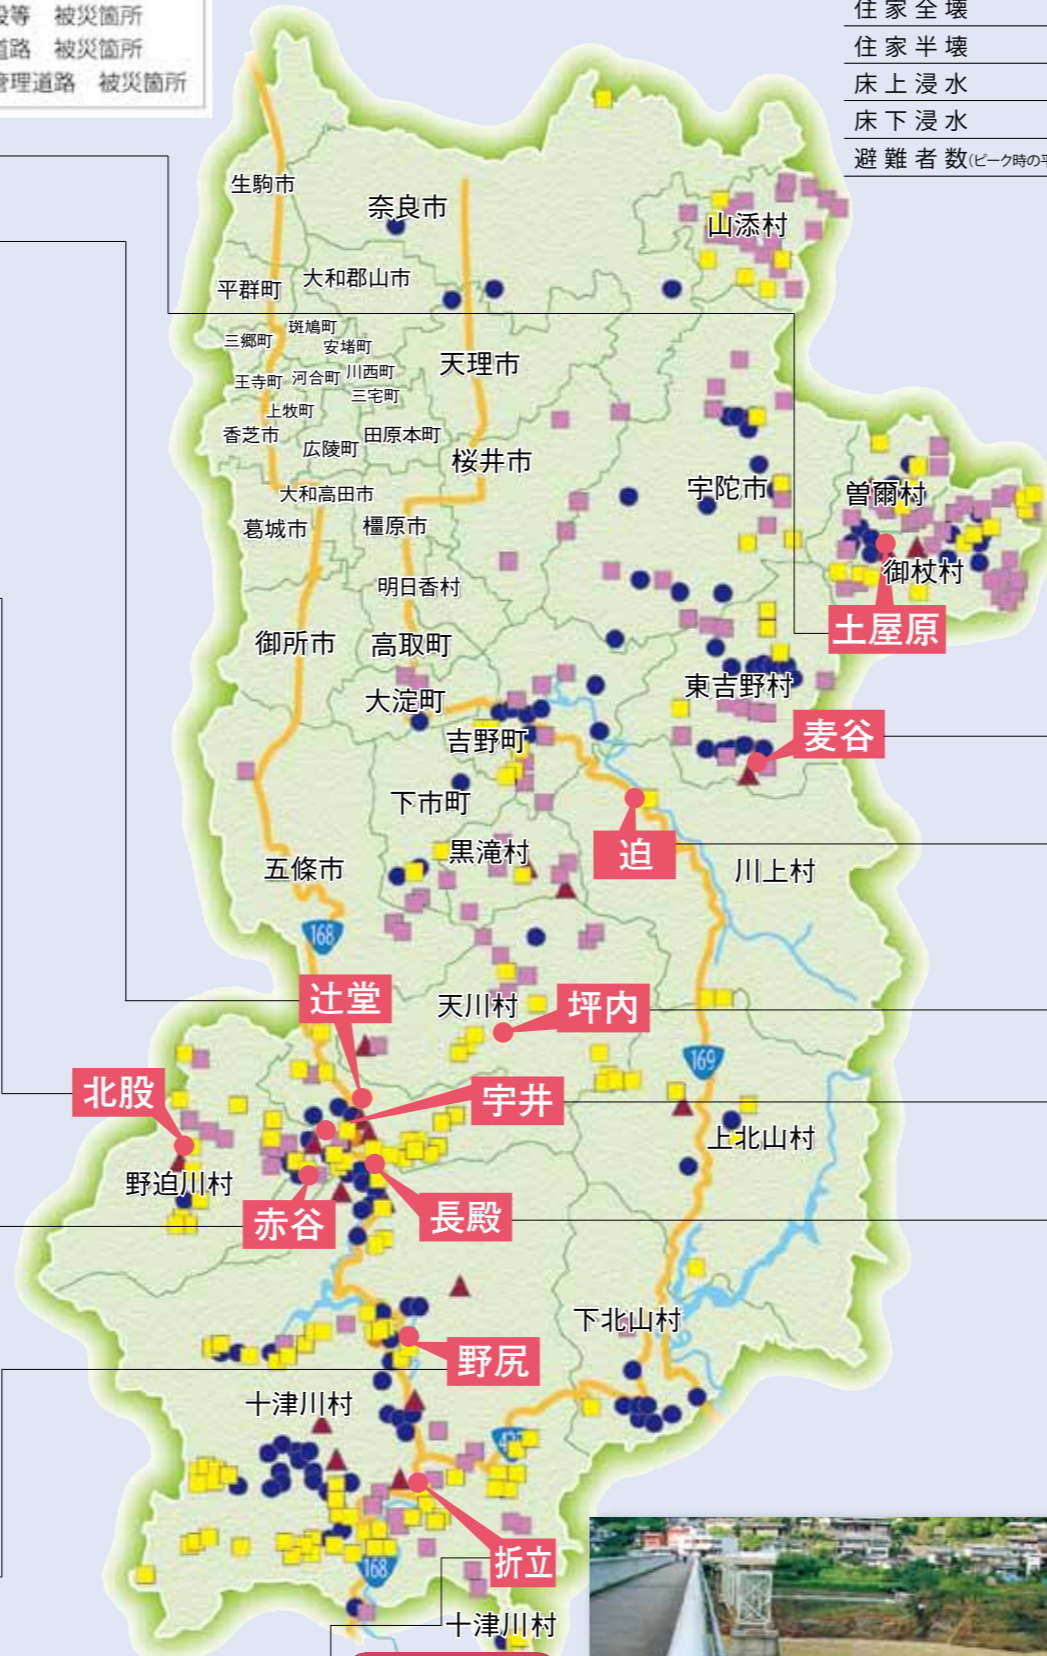 設等 被災箇所
道路 被災箇所
管理道路 被災箇所
住家全壊
住家半壊
床上浸水
床下浸水
避難者数(ピーク時の
生駒市
奈良市
山添村
平群町
大和郡山市
斑鳩町
三郷町
安堵町
天理市
王寺町
河合町
川西町
三宅町
上牧町
香芝市
広陵町
田原本町
桜井市
大和高田市
宇陀市
曽爾村
葛城市
橿原市
御杖村
明日香村
土屋原
御所市
高取町
大淀町
東吉野村
吉野町
麦谷
下市町
黒滝村
迫
川上村
五條市
168
辻堂
天川村
坪内
169
北股
宇井
上北山村
野迫川村
赤谷
長殿
下北山村
野尻
十津川村
折立
168
十津川村